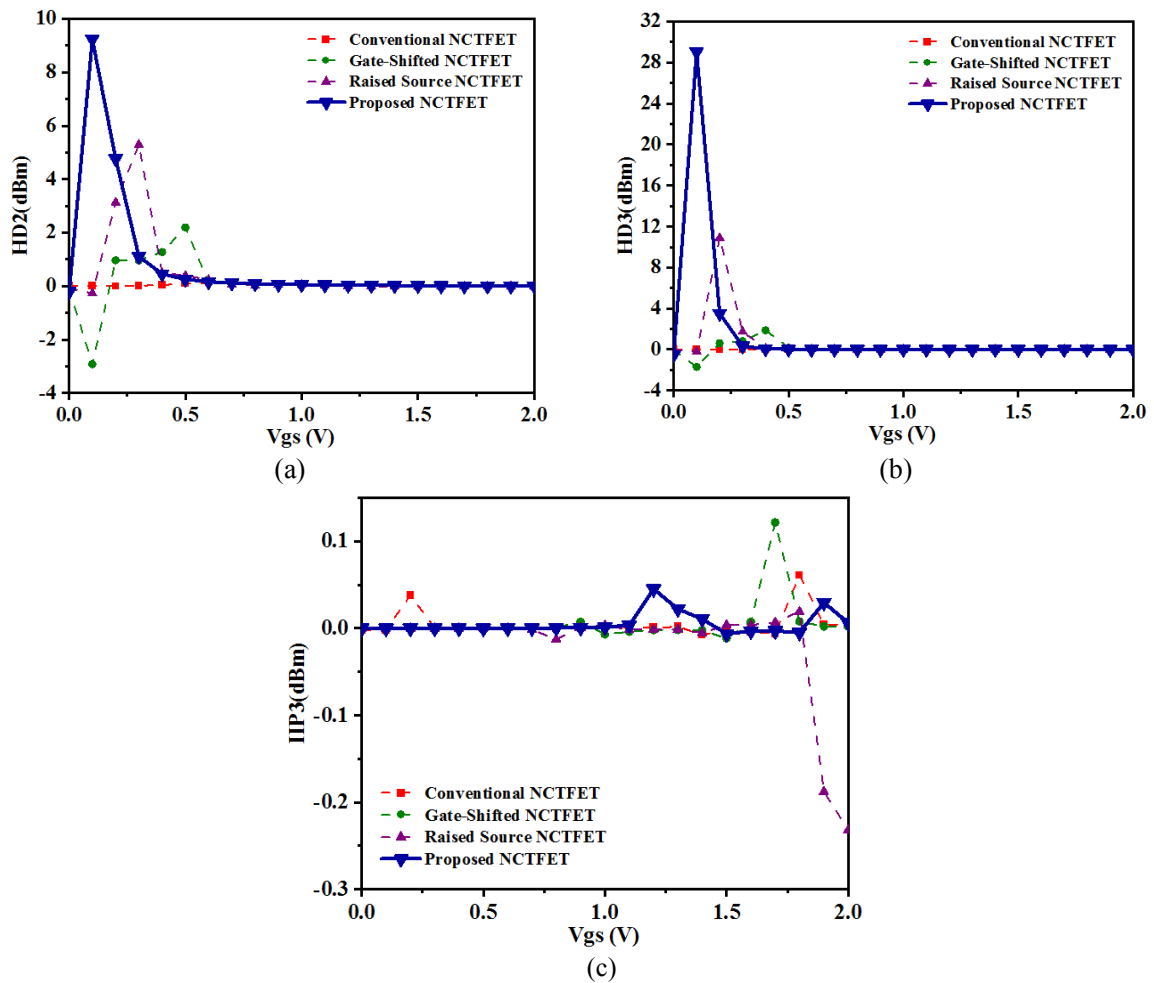 10
8
6
4
2
0
-2
-4
HD2(dBm)
Conventional NCTFET
Gate-Shifted NCTFET
Raised Source NCTFET
Proposed NCTFET
0.0 0.5 1.0 1.5 2.0
Vgs (V)
(a)
32
28
24
20
16
12
8
4
0
-4
HD3(dBm)
Conventional NCTFET
Gate-Shifted NCTFET
Raised Source NCTFET
Proposed NCTFET
0.0 0.5 1.0 1.5 2.0
Vgs (V)
(b)
0.1
0.0
-0.1
-0.2
-0.3
IIP3(dBm)
Conventional NCTFET
Gate-Shifted NCTFET
Raised Source NCTFET
Proposed NCTFET
0.0 0.5 1.0 1.5 2.0
Vgs (V)
(c)